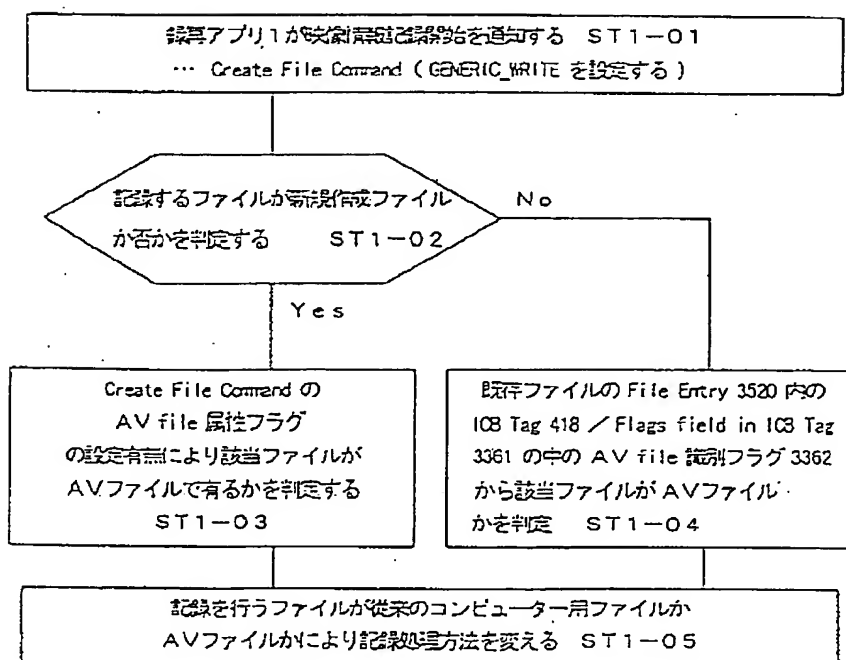 録再アプリ1が映像情報記録開始を通知する ST1-01
… Create File Command ( GENERIC_WRITE を設定する )
記録するファイルが新規作成ファイル
か否かを判定する ST1-02
No
Yes
Create File Command の
AV file 属性フラグ
の設定有無により該当ファイルが
AVファイルで有るかを判定する
ST1-03
既存ファイルの File Entry 3520 内の
ICB Tag 418 / Flags field in ICB Tag
3361 の中の AV file 識別フラグ 3362
から該当ファイルが AVファイル
かを判定 ST1-04
記録を行うファイルが従来のコンピューター用ファイルか
AVファイルかにより記録処理方法を変える ST1-05